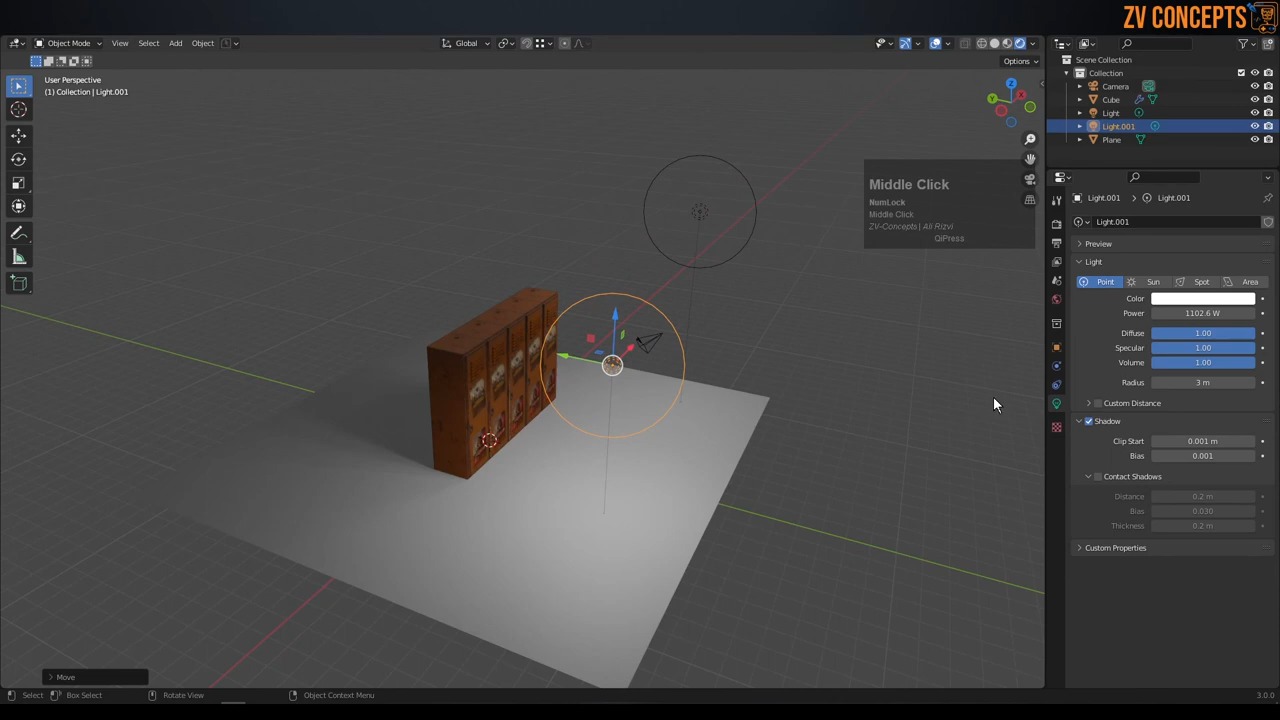 ZV CONCEPTS
Object Mode View Select Add Object Global
Options
User Perspective
(1) Collection | Light.001
Z
Y
X
Middle Click
NumLock
Middle Click
ZV-Concepts | Ali Rizvi
QiPress
Scene Collection
Collection
Camera
Cube
Light
Light.001
Plane
Light.001 Light.001
Light.001
Preview
Light
Point Sun Spot Area
Color
Power 1102.6 W
Diffuse 1.00
Specular 1.00
Volume 1.00
Radius 3 m
Custom Distance
Shadow
Clip Start 0.001 m
Bias 0.001
Contact Shadows
Distance 0.2 m
Bias 0.030
Thickness 0.2 m
Custom Properties
Move
Select Box Select Rotate View Object Context Menu 3.0.0